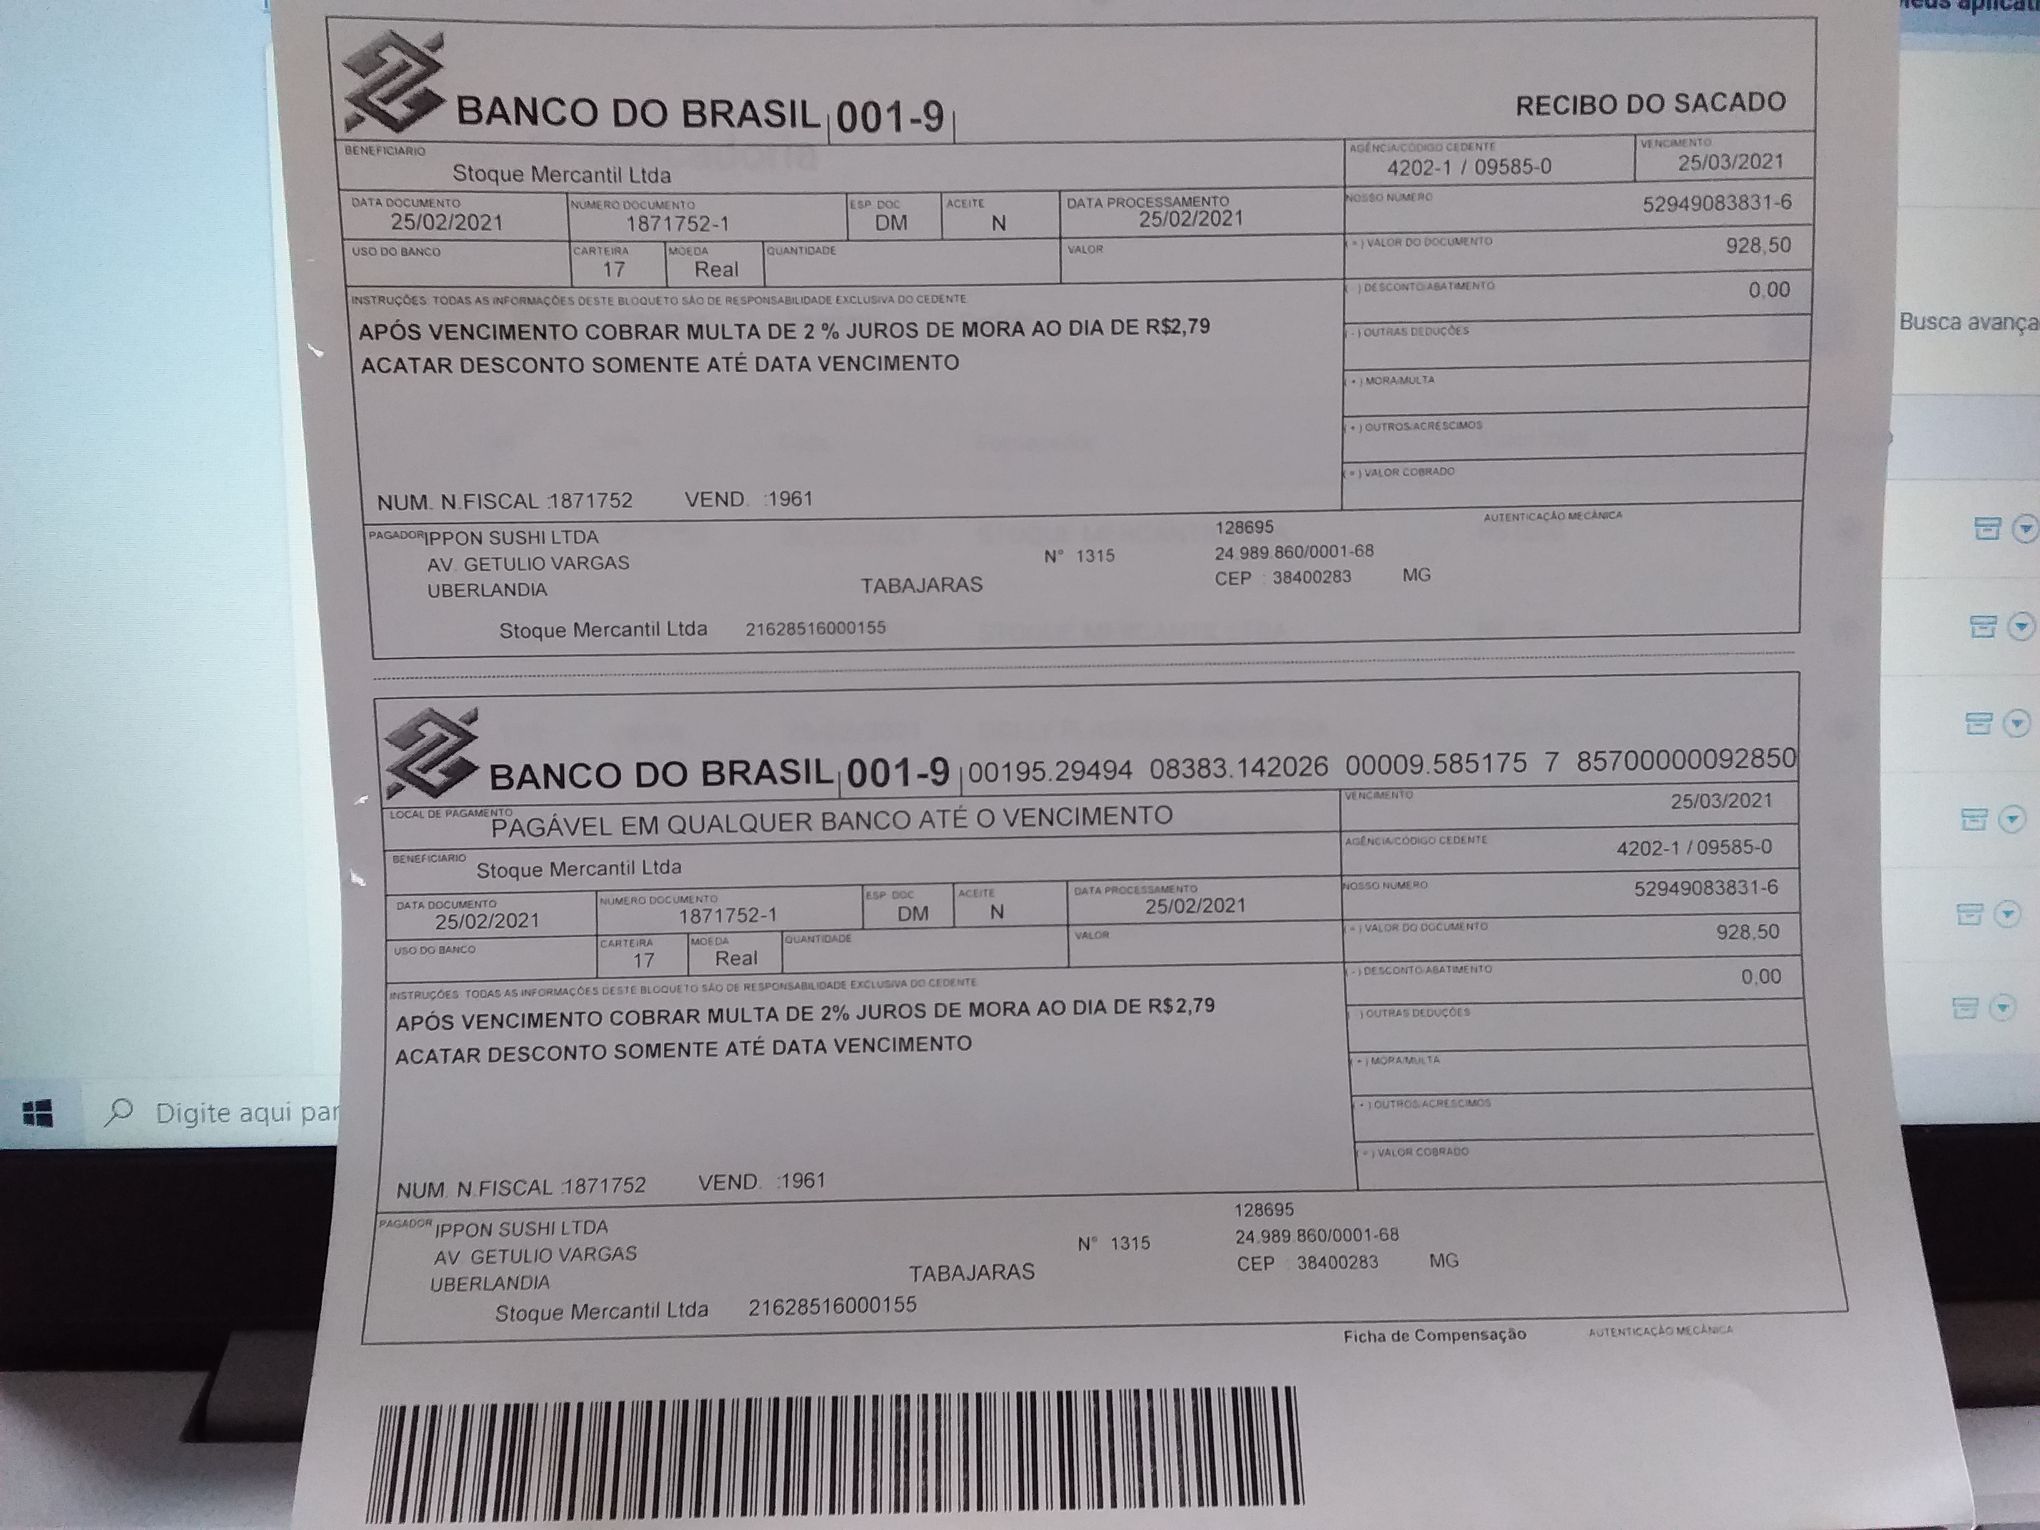 BANCO DO BRASIL 001-9 RECIBO DO SACADO
BENEFICIARIO AGÊNCIA/CÓDIGO CEDENTE VENCIMENTO
Stoque Mercantil Ltda 4202-1 / 09585-0 25/03/2021
DATA DOCUMENTO NUMERO DOCUMENTO ESP DOC ACEITE DATA PROCESSAMENTO NOSSO NUMERO
25/02/2021 1871752-1 DM N 25/02/2021 52949083831-6
USO DO BANCO CARTEIRA MOEDA QUANTIDADE VALOR ( = ) VALOR DO DOCUMENTO
17 Real 928,50
INSTRUÇÕES: TODAS AS INFORMAÇÕES DESTE BLOQUETO SÃO DE RESPONSABILIDADE EXCLUSIVA DO CEDENTE ( - ) DESCONTO/ABATIMENTO 0,00
APÓS VENCIMENTO COBRAR MULTA DE 2 % JUROS DE MORA AO DIA DE R$2,79 ( - ) OUTRAS DEDUÇÕES
ACATAR DESCONTO SOMENTE ATÉ DATA VENCIMENTO
( + ) MORA/MULTA
( + ) OUTROS/ACRÉSCIMOS
( = ) VALOR COBRADO
NUM. N.FISCAL :1871752 VEND. :1961
PAGADOR IPPON SUSHI LTDA 128695 AUTENTICAÇÃO MECÂNICA
AV. GETULIO VARGAS N° 1315 24.989.860/0001-68
UBERLANDIA TABAJARAS CEP : 38400283 MG
Stoque Mercantil Ltda 21628516000155
BANCO DO BRASIL 001-9 00195.29494 08383.142026 00009.585175 7 85700000092850
LOCAL DE PAGAMENTO VENCIMENTO
PAGÁVEL EM QUALQUER BANCO ATÉ O VENCIMENTO 25/03/2021
BENEFICIARIO AGÊNCIA/CÓDIGO CEDENTE
Stoque Mercantil Ltda 4202-1 / 09585-0
DATA DOCUMENTO NUMERO DOCUMENTO ESP DOC ACEITE DATA PROCESSAMENTO NOSSO NUMERO
25/02/2021 1871752-1 DM N 25/02/2021 52949083831-6
USO DO BANCO CARTEIRA MOEDA QUANTIDADE VALOR ( = ) VALOR DO DOCUMENTO
17 Real 928,50
INSTRUÇÕES: TODAS AS INFORMAÇÕES DESTE BLOQUETO SÃO DE RESPONSABILIDADE EXCLUSIVA DO CEDENTE ( - ) DESCONTO/ABATIMENTO 0,00
APÓS VENCIMENTO COBRAR MULTA DE 2% JUROS DE MORA AO DIA DE R$2,79 ) OUTRAS DEDUÇÕES
ACATAR DESCONTO SOMENTE ATÉ DATA VENCIMENTO
( + ) MORA/MULTA
( + ) OUTROS/ACRESCIMOS
( = ) VALOR COBRADO
NUM. N.FISCAL :1871752 VEND. :1961
PAGADOR IPPON SUSHI LTDA 128695
AV GETULIO VARGAS N° 1315 24.989.860/0001-68
UBERLANDIA TABAJARAS CEP : 38400283 MG
Stoque Mercantil Ltda 21628516000155
Ficha de Compensação AUTENTICAÇÃO MECÂNICA
Busca avança
Digite aqui par